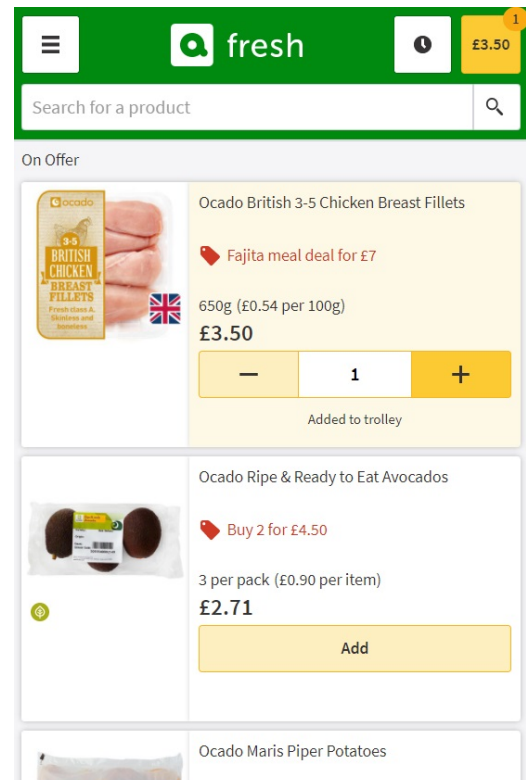 fresh
1
£3.50
Search for a product
On Offer
ocado
3-5
BRITISH
CHICKEN
BREAST
FILLETS
Fresh class A.
Skinless and
boneless
Ocado British 3-5 Chicken Breast Fillets
Fajita meal deal for £7
650g (£0.54 per 100g)
£3.50
1
Added to trolley
Ocado Ripe & Ready to Eat Avocados
Buy 2 for £4.50
3 per pack (£0.90 per item)
£2.71
Add
Ocado Maris Piper Potatoes